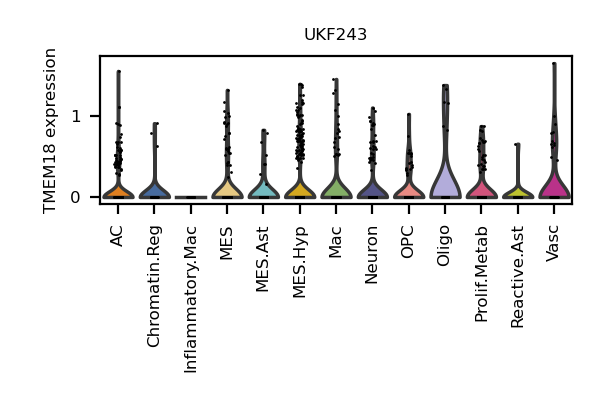 UKF243
TMEM18 expression
1
0
AC
Chromatin.Reg
Inflammatory.Mac
MES
MES.Ast
MES.Hyp
Mac
Neuron
OPC
Oligo
Prolif.Metab
Reactive.Ast
Vasc